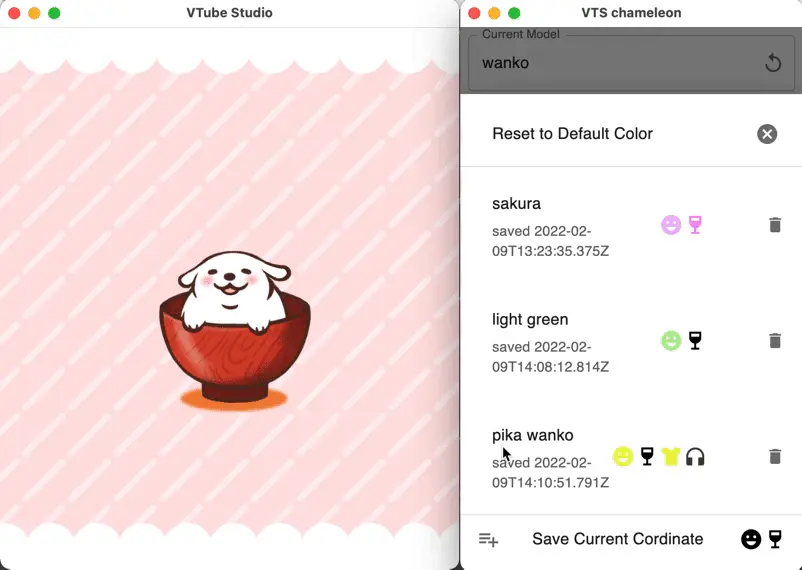 VTube Studio
VTS chameleon
Current Model
wanko
Reset to Default Color
sakura
saved 2022-02-
09T13:23:35.375Z
light green
saved 2022-02-
09T14:08:12.814Z
pika wanko
saved 2022-02-
09T14:10:51.791Z
Save Current Cordinate